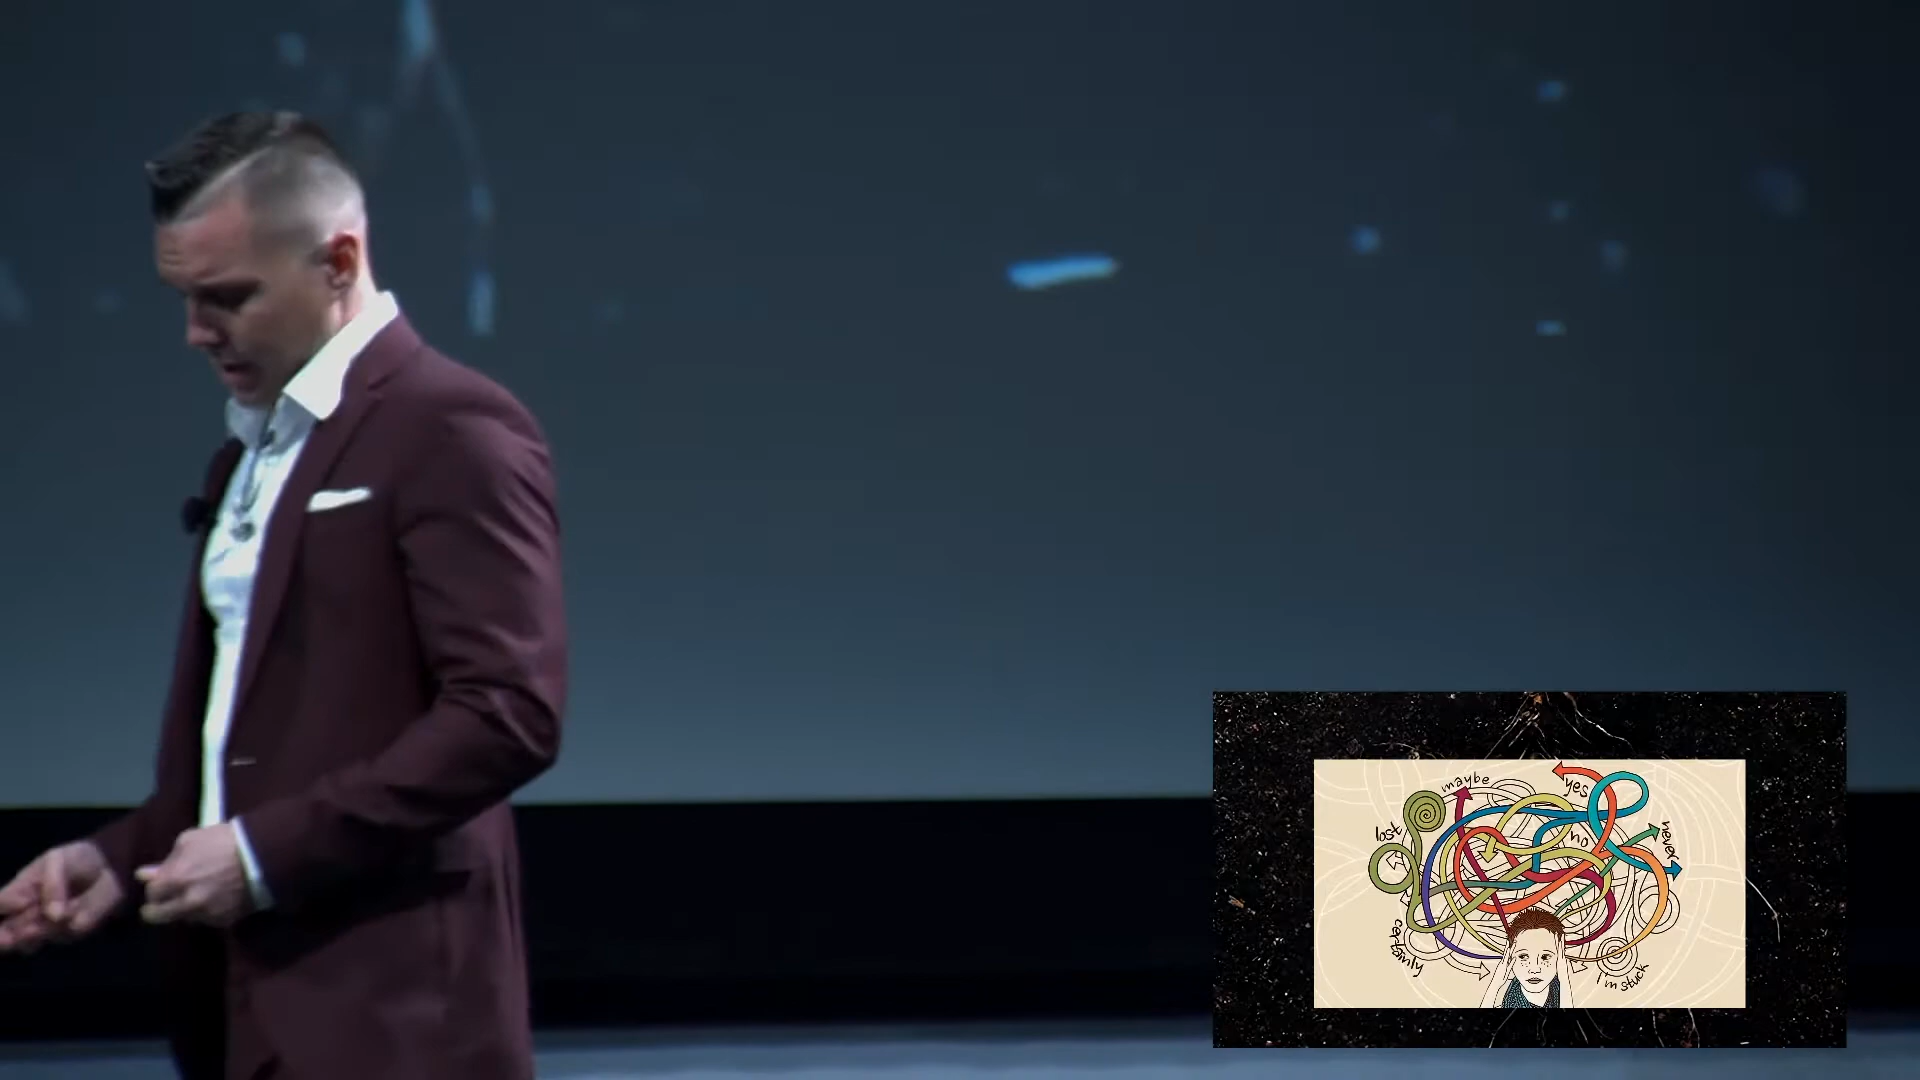 maybe
yes
lost
no
never
certainly
i'm stuck